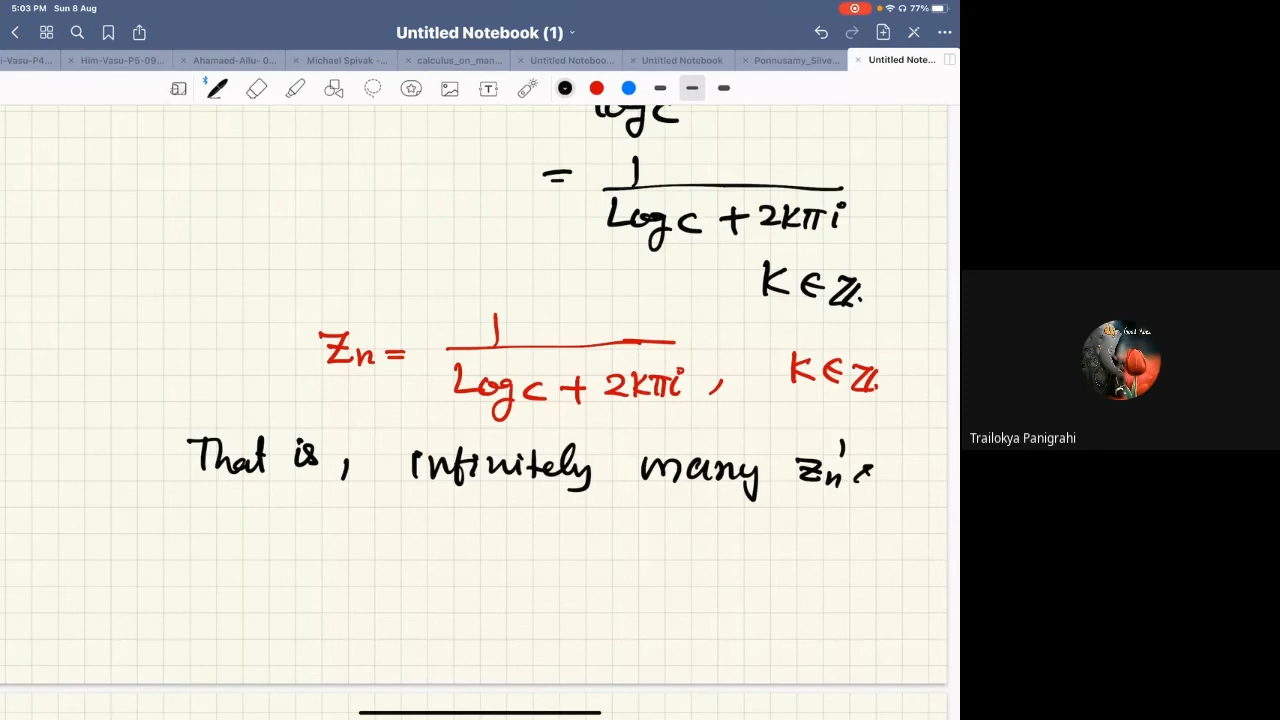 5:03 PM Sun 8 Aug 77%
Untitled Notebook (1)
i-Vasu-P4... Him-Vasu-P5-09... Ahamaed-Allu- 0... Michael Spivak -... calculus_on_man... Untitled Noteboo... Untitled Notebook Ponnusamy_Silve... Untitled Note...
log c
= 1 / (Log c + 2kπi)
K ∈ ℤ.
Zn = 1 / (Log c + 2kπi), K ∈ ℤ.
That is, infinitely many zn's
Trailokya Panigrahi